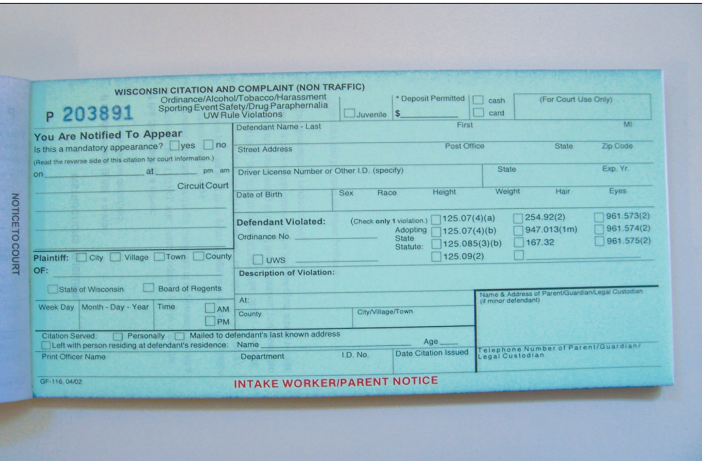 NOTICE TO COURT
WISCONSIN CITATION AND COMPLAINT (NON TRAFFIC)
Ordinance/Alcohol/Tobacco/Harassment
Sporting Event Safety/Drug Paraphernalia
UW Rule Violations
P 203891
Juvenile
* Deposit Permitted
$
cash
card
(For Court Use Only)
You Are Notified To Appear
Is this a mandatory appearance? yes no
(Read the reverse side of this citation for court information.)
on at pm am
Circuit Court
Defendant Name - Last First MI
Street Address Post Office State Zip Code
Driver License Number or Other I.D. (specify) State Exp. Yr.
Date of Birth Sex Race Height Weight Hair Eyes
Defendant Violated: (Check only 1 violation.)
Ordinance No. Adopting State Statute:
UWS
125.07(4)(a) 254.92(2) 961.573(2)
125.07(4)(b) 947.013(1m) 961.574(2)
125.085(3)(b) 167.32 961.575(2)
125.09(2)
Plaintiff: City Village Town County
OF:
State of Wisconsin Board of Regents
Description of Violation:
Week Day Month - Day - Year Time AM
PM
At:
County City/Village/Town
Name & Address of Parent/Guardian/Legal Custodian
(if minor defendant)
Citation Served: Personally Mailed to defendant's last known address
Left with person residing at defendant's residence: Name Age
Print Officer Name Department I.D. No. Date Citation Issued
Telephone Number of Parent/Guardian/
Legal Custodian
GF-116, 04/02
INTAKE WORKER/PARENT NOTICE